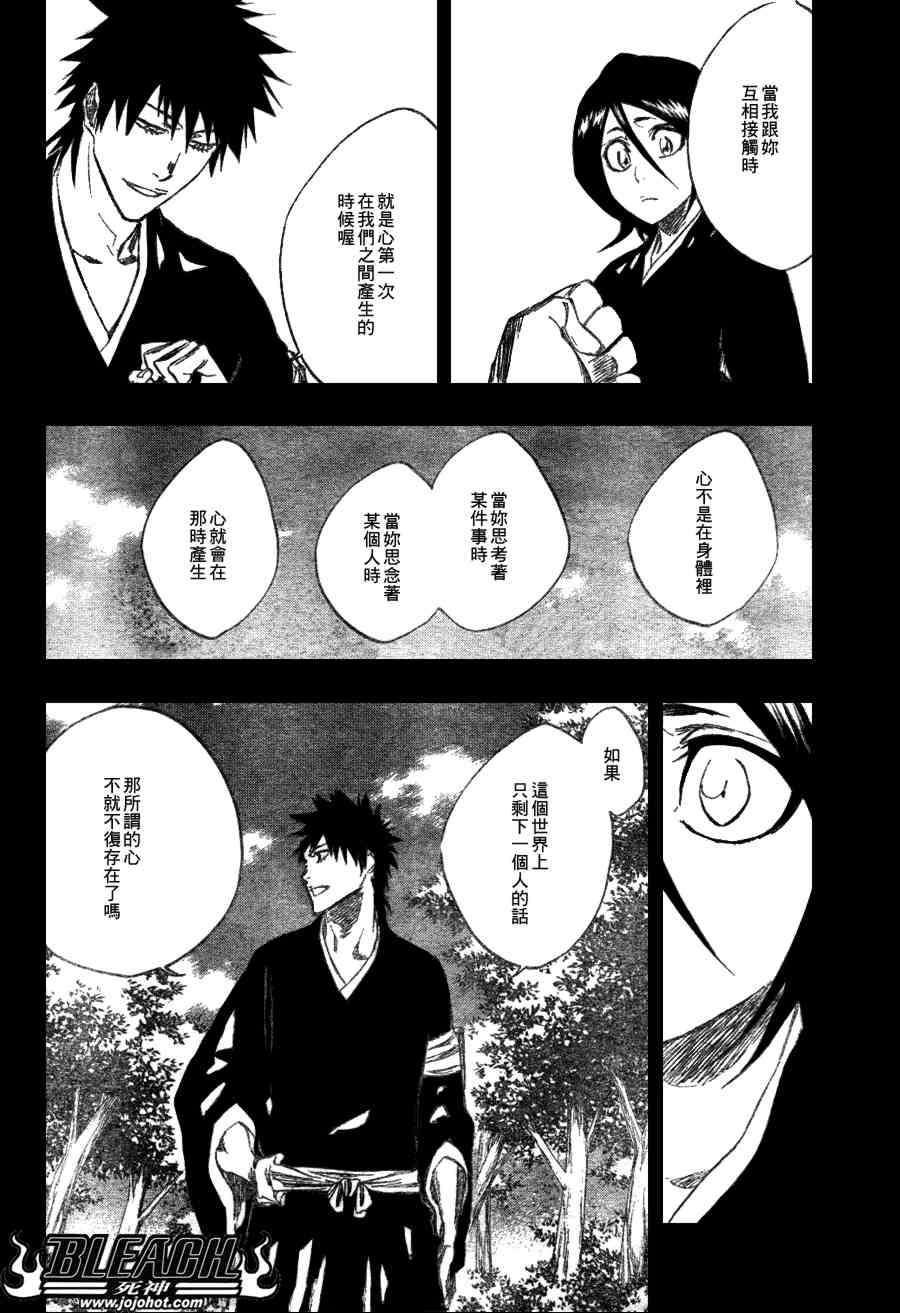 當我跟妳
互相接觸時
就是心第一次
在我們之間產生的
時候喔
心不是在身體裡
當妳思考著
某件事時
當妳思念著
某個人時
心就會在
那時產生
如果
這個世界上
只剩下一個人的話
那所謂的心
不就不復存在了嗎
BLEACH
死神
www.jojohot.com